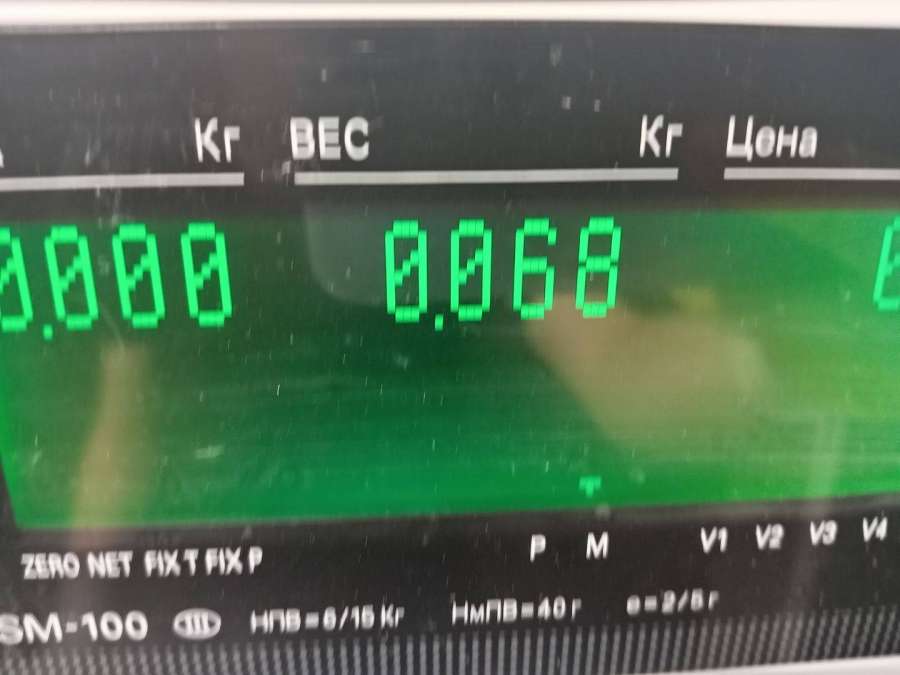 Кг ВЕС Кг Цена
0.000 0.068
ZERO NET FIX T FIX P P M V1 V2 V3 V4
SM-100 III НПВ=6/15 Кг НмПВ=40 г e=2/5 г